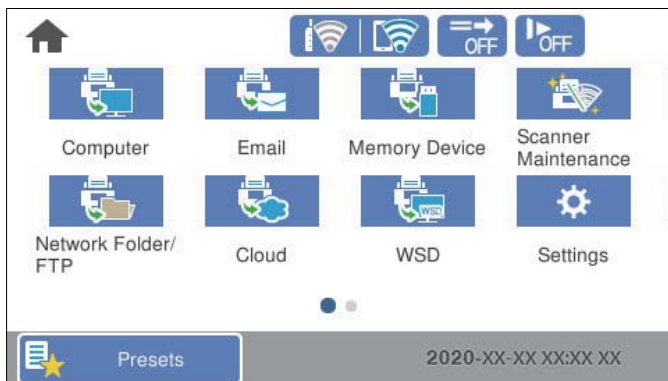 OFF
OFF
Computer
Email
Memory Device
Scanner
Maintenance
Network Folder/
FTP
Cloud
WSD
WSD
Settings
Presets
2020-XX-XX XX:XX XX